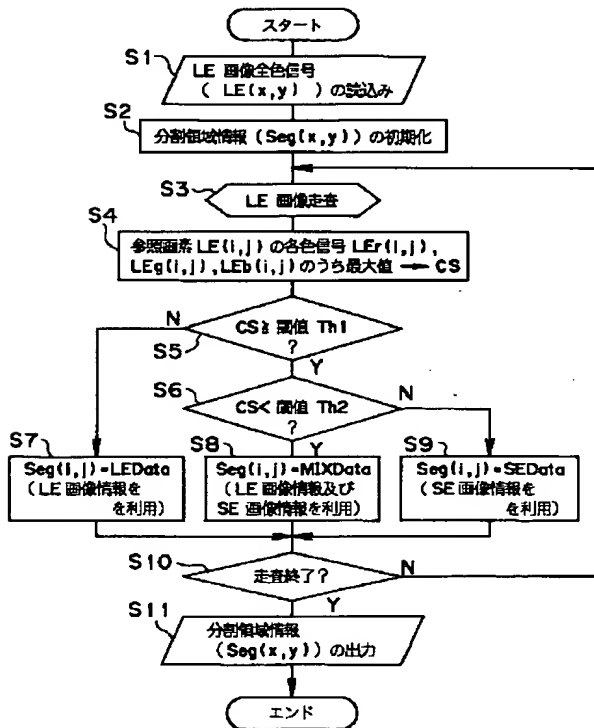 スタート
S1
LE 画像全色信号
( LE(x,y) ) の読込み
S2
分割領域情報 (Seg(x,y)) の初期化
S3
LE 画像走査
S4
参照画素 LE(i,j) の各色信号 LEr(i,j),
LEg(i,j),LEb(i,j)のうち最大値 → CS
N
CS≧ 閾値 Th1
?
S5
Y
S6
CS< 閾値 Th2
?
N
Y
S7
Seg(i,j)=LEData
(LE 画像情報を
を利用)
S8
Seg(i,j)=MIXData
(LE 画像情報及び
SE 画像情報を利用)
S9
Seg(i,j)=SEData
(SE 画像情報を
を利用)
S10
走査終了?
N
Y
S11
分割領域情報
(Seg(x,y)) の出力
エンド